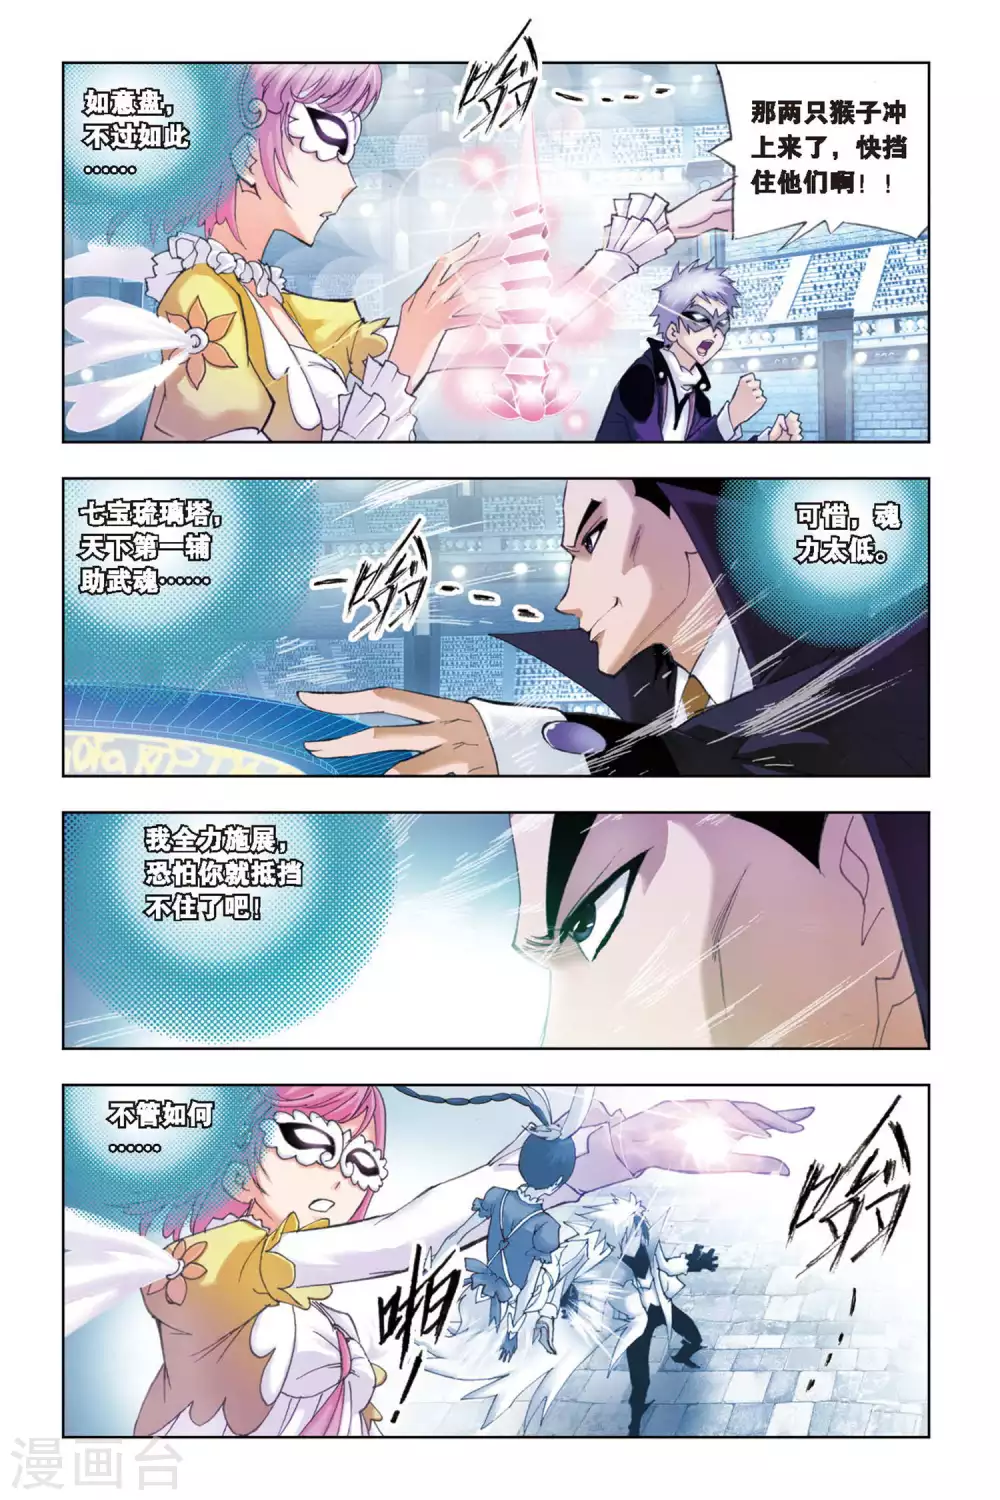 如意盘，
不过如此
……
嗡
那两只猴子冲
上来了，快挡
住他们啊！！
七宝琉璃塔，
天下第一辅
助武魂……
嗡
可惜，魂
力太低。
我全力施展，
恐怕你就抵挡
不住了吧！
不管如何
……
啪！
嗡
漫画台